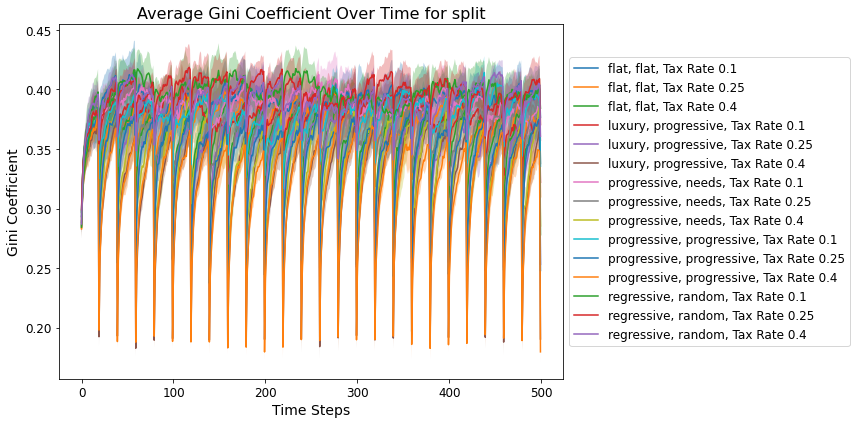 Average Gini Coefficient Over Time for split
0.45
0.40
0.35
0.30
0.25
0.20
Gini Coefficient
0
100
200
300
400
500
Time Steps
flat, flat, Tax Rate 0.1
flat, flat, Tax Rate 0.25
flat, flat, Tax Rate 0.4
luxury, progressive, Tax Rate 0.1
luxury, progressive, Tax Rate 0.25
luxury, progressive, Tax Rate 0.4
progressive, needs, Tax Rate 0.1
progressive, needs, Tax Rate 0.25
progressive, needs, Tax Rate 0.4
progressive, progressive, Tax Rate 0.1
progressive, progressive, Tax Rate 0.25
progressive, progressive, Tax Rate 0.4
regressive, random, Tax Rate 0.1
regressive, random, Tax Rate 0.25
regressive, random, Tax Rate 0.4